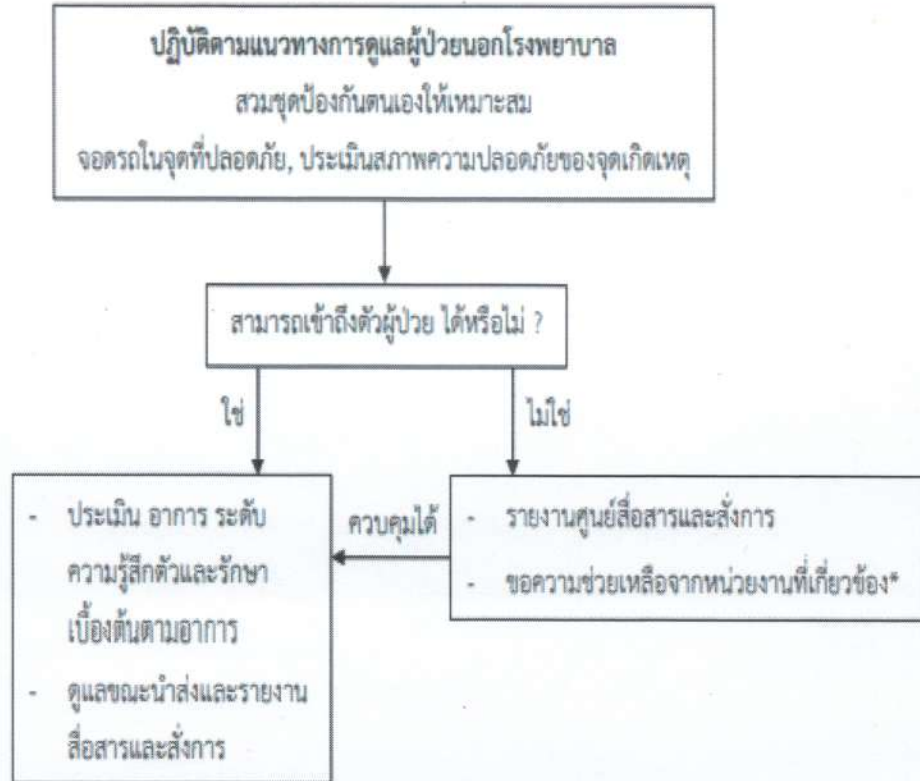 ปฏิบัติตามแนวทางการดูแลผู้ป่วยนอกโรงพยาบาล
สวมชุดป้องกันตนเองให้เหมาะสม
จอดรถในจุดที่ปลอดภัย, ประเมินสภาพความปลอดภัยของจุดเกิดเหตุ
สามารถเข้าถึงตัวผู้ป่วย ได้หรือไม่ ?
ใช่
ไม่ใช่
- ประเมิน อาการ ระดับ
ความรู้สึกตัวและรักษา
เบื้องต้นตามอาการ
- ดูแลขณะนำส่งและรายงาน
สื่อสารและสั่งการ
ควบคุมได้
- รายงานศูนย์สื่อสารและสั่งการ
- ขอความช่วยเหลือจากหน่วยงานที่เกี่ยวข้อง*